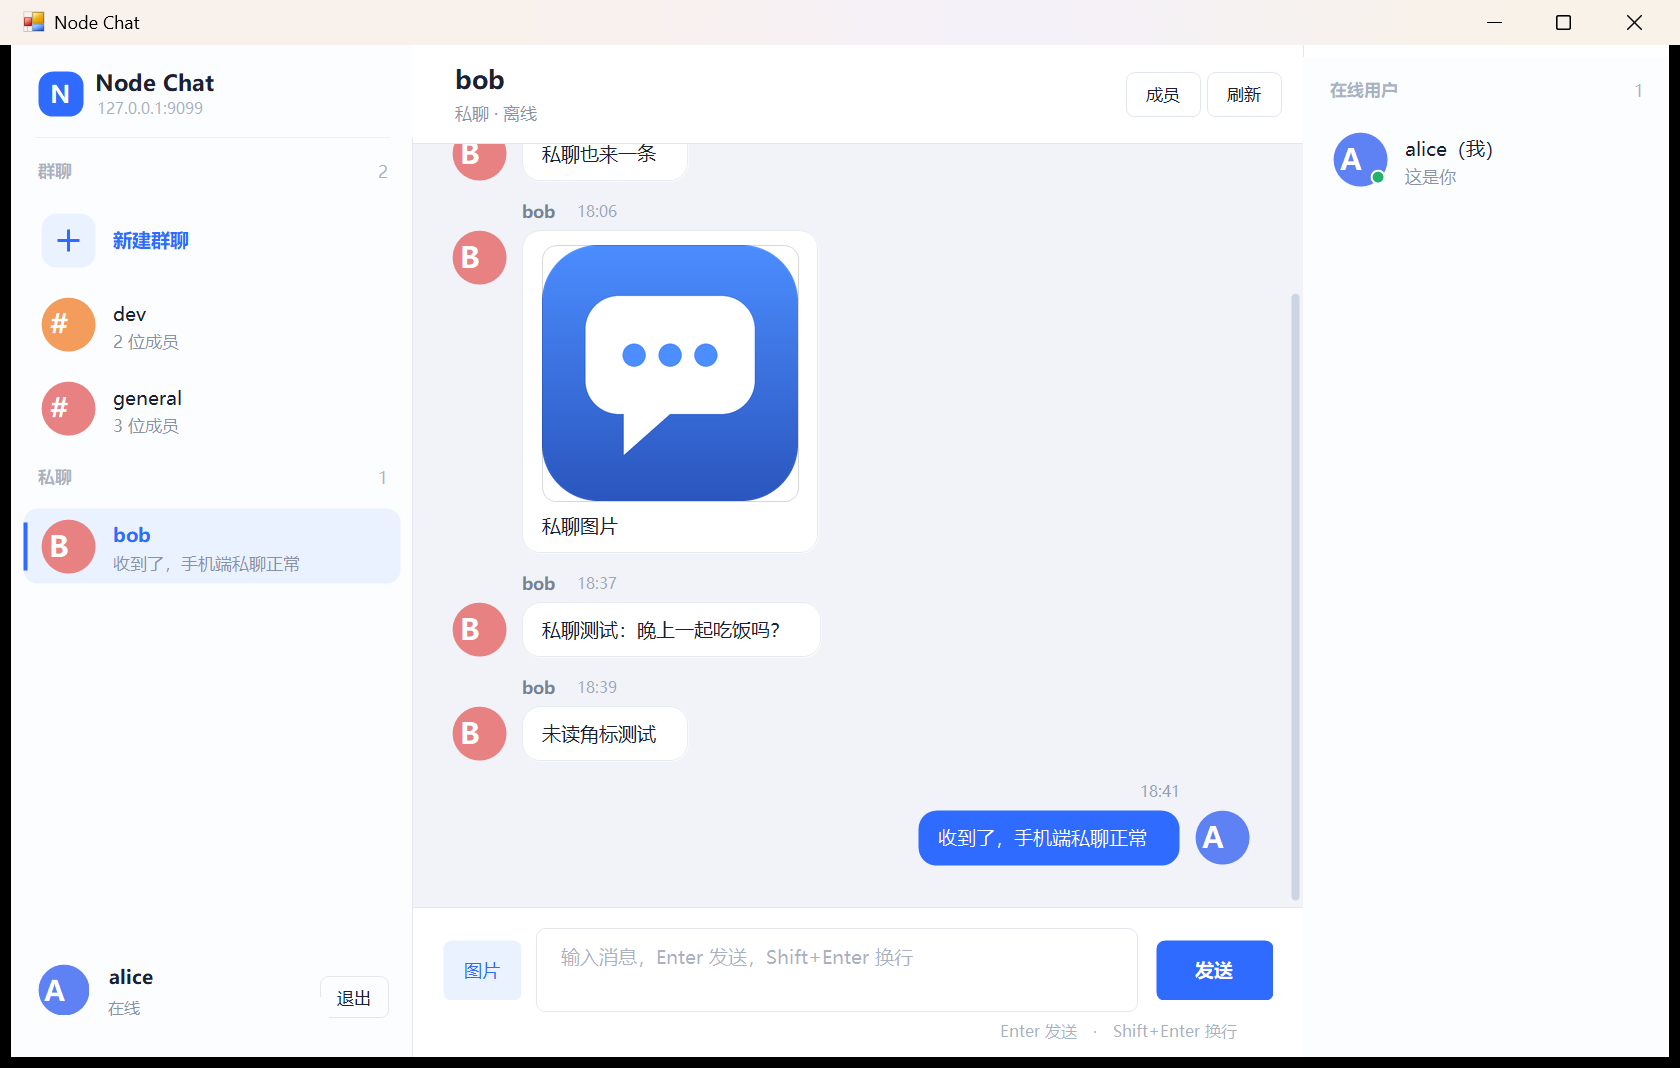 Node Chat
N
Node Chat
127.0.0.1:9099
群聊 2
新建群聊
#
dev
2 位成员
#
general
3 位成员
私聊 1
B
bob
收到了，手机端私聊正常
A
alice
在线
退出
bob
私聊 · 离线
成员
刷新
B
私聊也来一条
bob 18:06
B
私聊图片
bob 18:37
B
私聊测试：晚上一起吃饭吗？
bob 18:39
B
未读角标测试
18:41
收到了，手机端私聊正常
A
图片
输入消息，Enter 发送，Shift+Enter 换行
发送
Enter 发送 · Shift+Enter 换行
在线用户 1
A
alice（我）
这是你